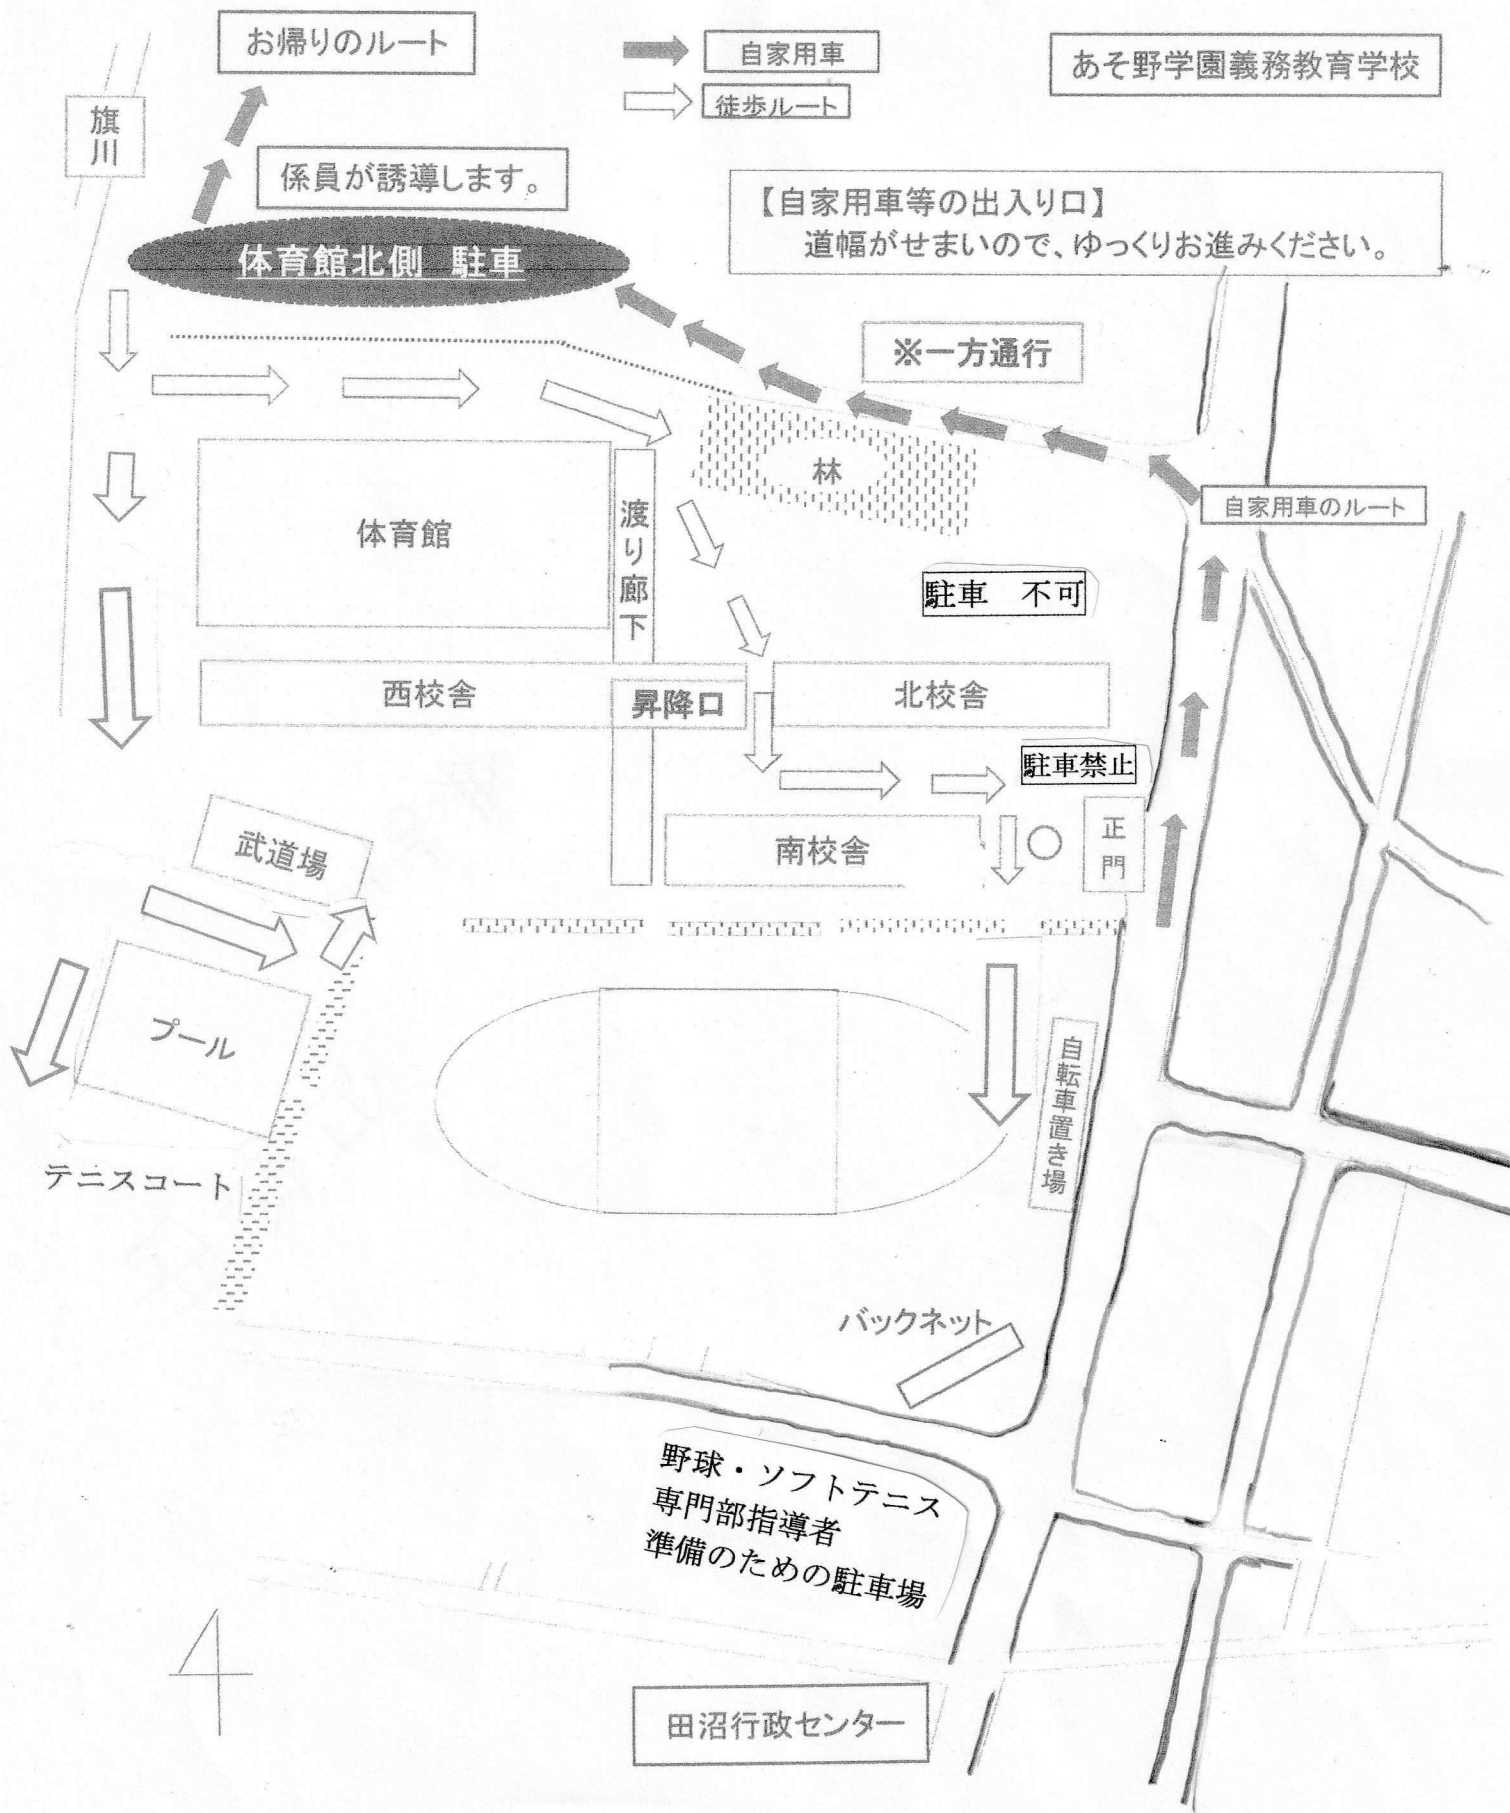 お帰りのルート
自家用車
徒歩ルート
あそ野学園義務教育学校
旗川
係員が誘導します。
【自家用車等の出入り口】
道幅がせまいので、ゆっくりお進みください。
体育館北側 駐車
※一方通行
林
自家用車のルート
体育館
渡り廊下
駐車 不可
西校舎
昇降口
北校舎
駐車禁止
武道場
南校舎
正門
プール
自転車置き場
テニスコート
バックネット
野球・ソフトテニス
専門部指導者
準備のための駐車場
田沼行政センター